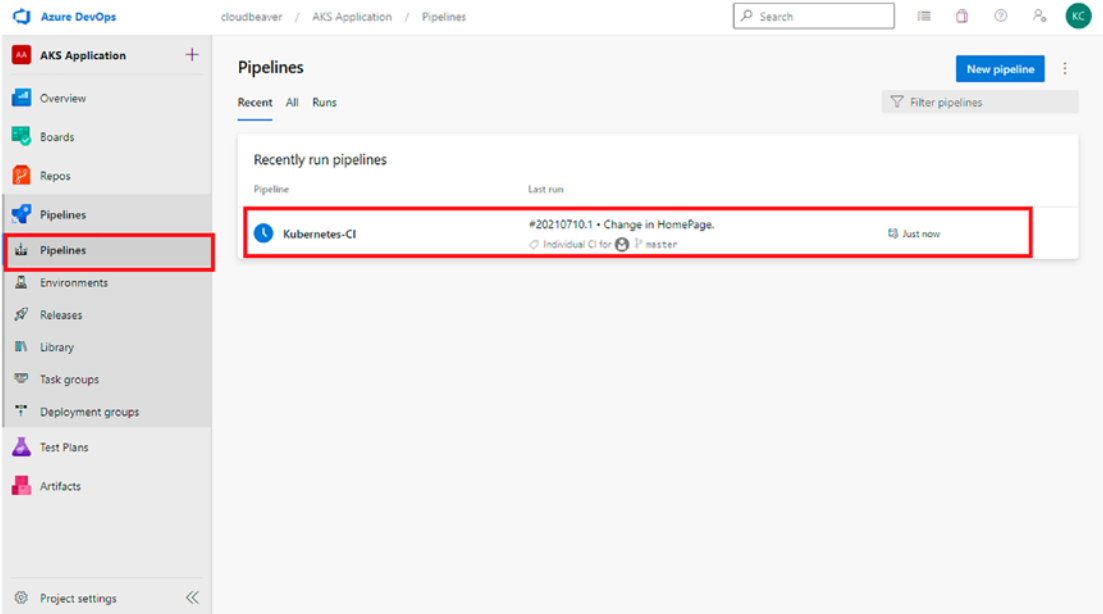 Azure DevOps
cloudbeaver / AKS Application / Pipelines
Search
KC
AA AKS Application
Overview
Boards
Repos
Pipelines
Pipelines
Environments
Releases
Library
Task groups
Deployment groups
Test Plans
Artifacts
Project settings
Pipelines
New pipeline
Recent All Runs
Filter pipelines
Recently run pipelines
Pipeline Last run
Kubernetes-CI
#20210710.1 • Change in HomePage.
Individual CI for master
Just now